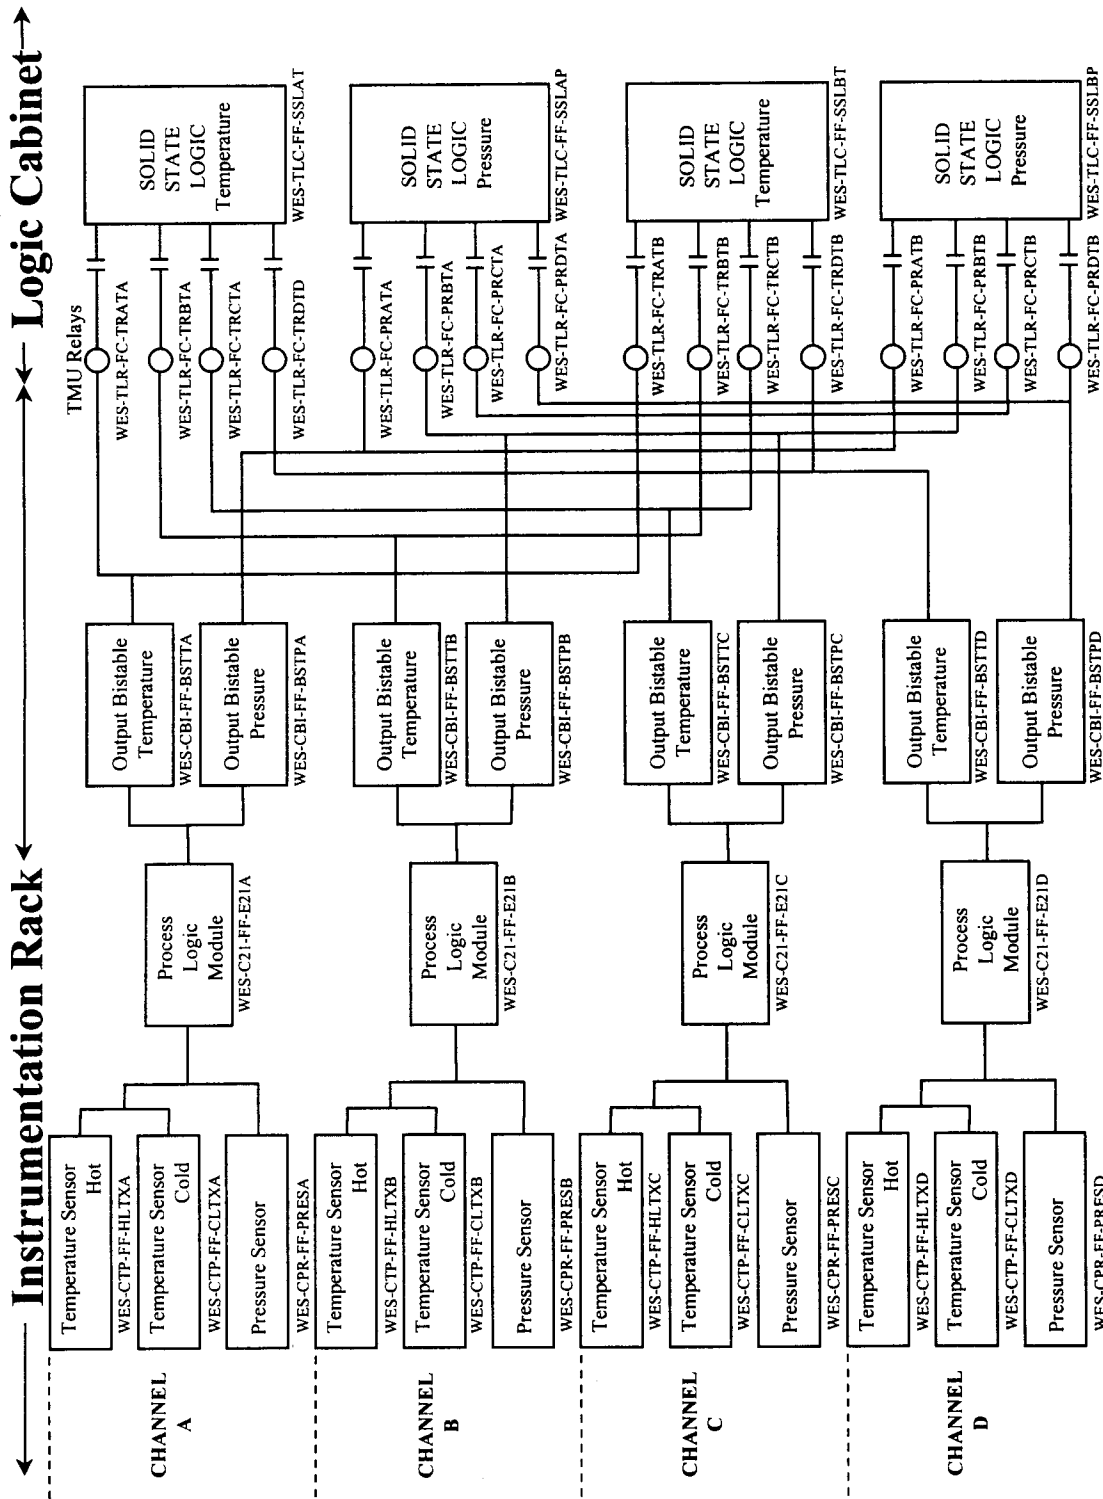 Instrumentation Rack
Logic Cabinet
CHANNEL
A
Temperature Sensor
Hot
WES-CTP-FF-HLTXA
Temperature Sensor
Cold
WES-CTP-FF-CLTXA
Pressure Sensor
WES-CPR-FF-PRESA
Process
Logic
Module
WES-C21-FF-E21A
Output Bistable
Temperature
WES-CBI-FF-BSTTA
Output Bistable
Pressure
WES-CBI-FF-BSTPA
TMU Relays
WES-TLR-FC-TRATA
WES-TLR-FC-TRBTA
WES-TLR-FC-TRCTA
WES-TLR-FC-TRDTD
SOLID
STATE
LOGIC
Temperature
WES-TLC-FF-SSLAT
CHANNEL
B
Temperature Sensor
Hot
WES-CTP-FF-HLTXB
Temperature Sensor
Cold
WES-CTP-FF-CLTXB
Pressure Sensor
WES-CPR-FF-PRESB
Process
Logic
Module
WES-C21-FF-E21B
Output Bistable
Temperature
WES-CBI-FF-BSTTB
Output Bistable
Pressure
WES-CBI-FF-BSTPB
WES-TLR-FC-PRATA
WES-TLR-FC-PRBTA
WES-TLR-FC-PRCTA
WES-TLR-FC-PRDTA
SOLID
STATE
LOGIC
Pressure
WES-TLC-FF-SSLAP
CHANNEL
C
Temperature Sensor
Hot
WES-CTP-FF-HLTXC
Temperature Sensor
Cold
WES-CTP-FF-CLTXC
Pressure Sensor
WES-CPR-FF-PRESC
Process
Logic
Module
WES-C21-FF-E21C
Output Bistable
Temperature
WES-CBI-FF-BSTTC
Output Bistable
Pressure
WES-CBI-FF-BSTPC
WES-TLR-FC-TRATB
WES-TLR-FC-TRBTB
WES-TLR-FC-TRCTB
WES-TLR-FC-TRDTB
SOLID
STATE
LOGIC
Temperature
WES-TLC-FF-SSLBT
CHANNEL
D
Temperature Sensor
Hot
WES-CTP-FF-HLTXD
Temperature Sensor
Cold
WES-CTP-FF-CLTXD
Pressure Sensor
WES-CPR-FF-PRESD
Process
Logic
Module
WES-C21-FF-E21D
Output Bistable
Temperature
WES-CBI-FF-BSTTD
Output Bistable
Pressure
WES-CBI-FF-BSTPD
WES-TLR-FC-PRATB
WES-TLR-FC-PRBTB
WES-TLR-FC-PRCTB
WES-TLR-FC-PRDTB
SOLID
STATE
LOGIC
Pressure
WES-TLC-FF-SSLBP